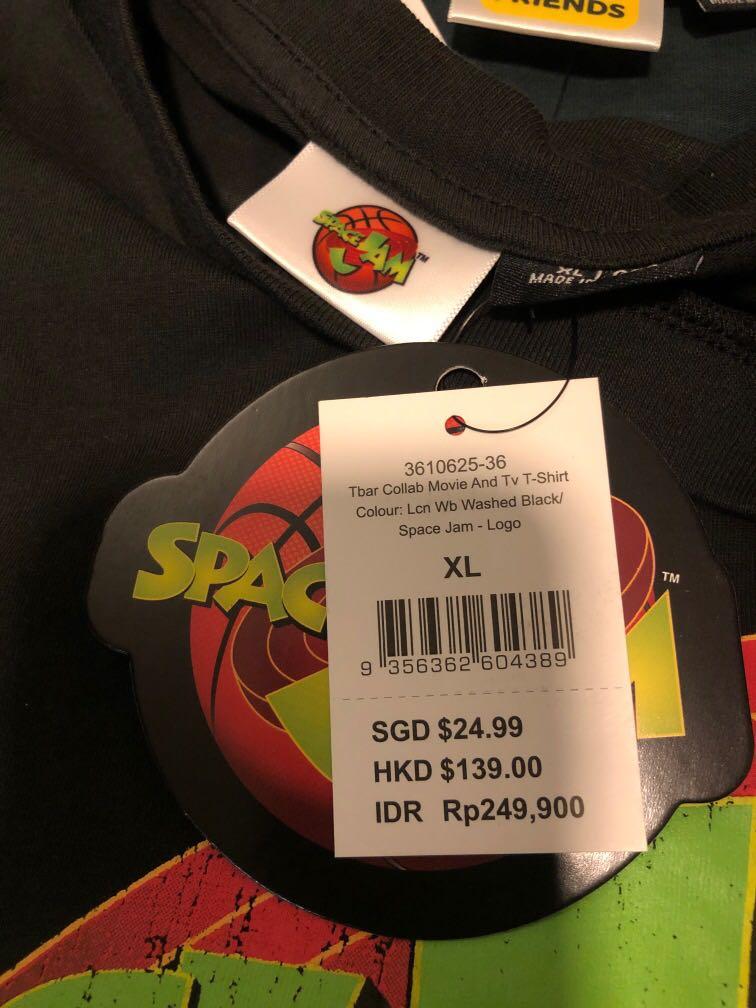 FRIENDS
SPACE
JAM™
XL
MADE IN
3610625-36
Tbar Collab Movie And Tv T-Shirt
Colour: Lcn Wb Washed Black/
Space Jam - Logo
XL
SPAC
TM
9 356362 604389
SGD $24.99
HKD $139.00
IDR Rp249,900